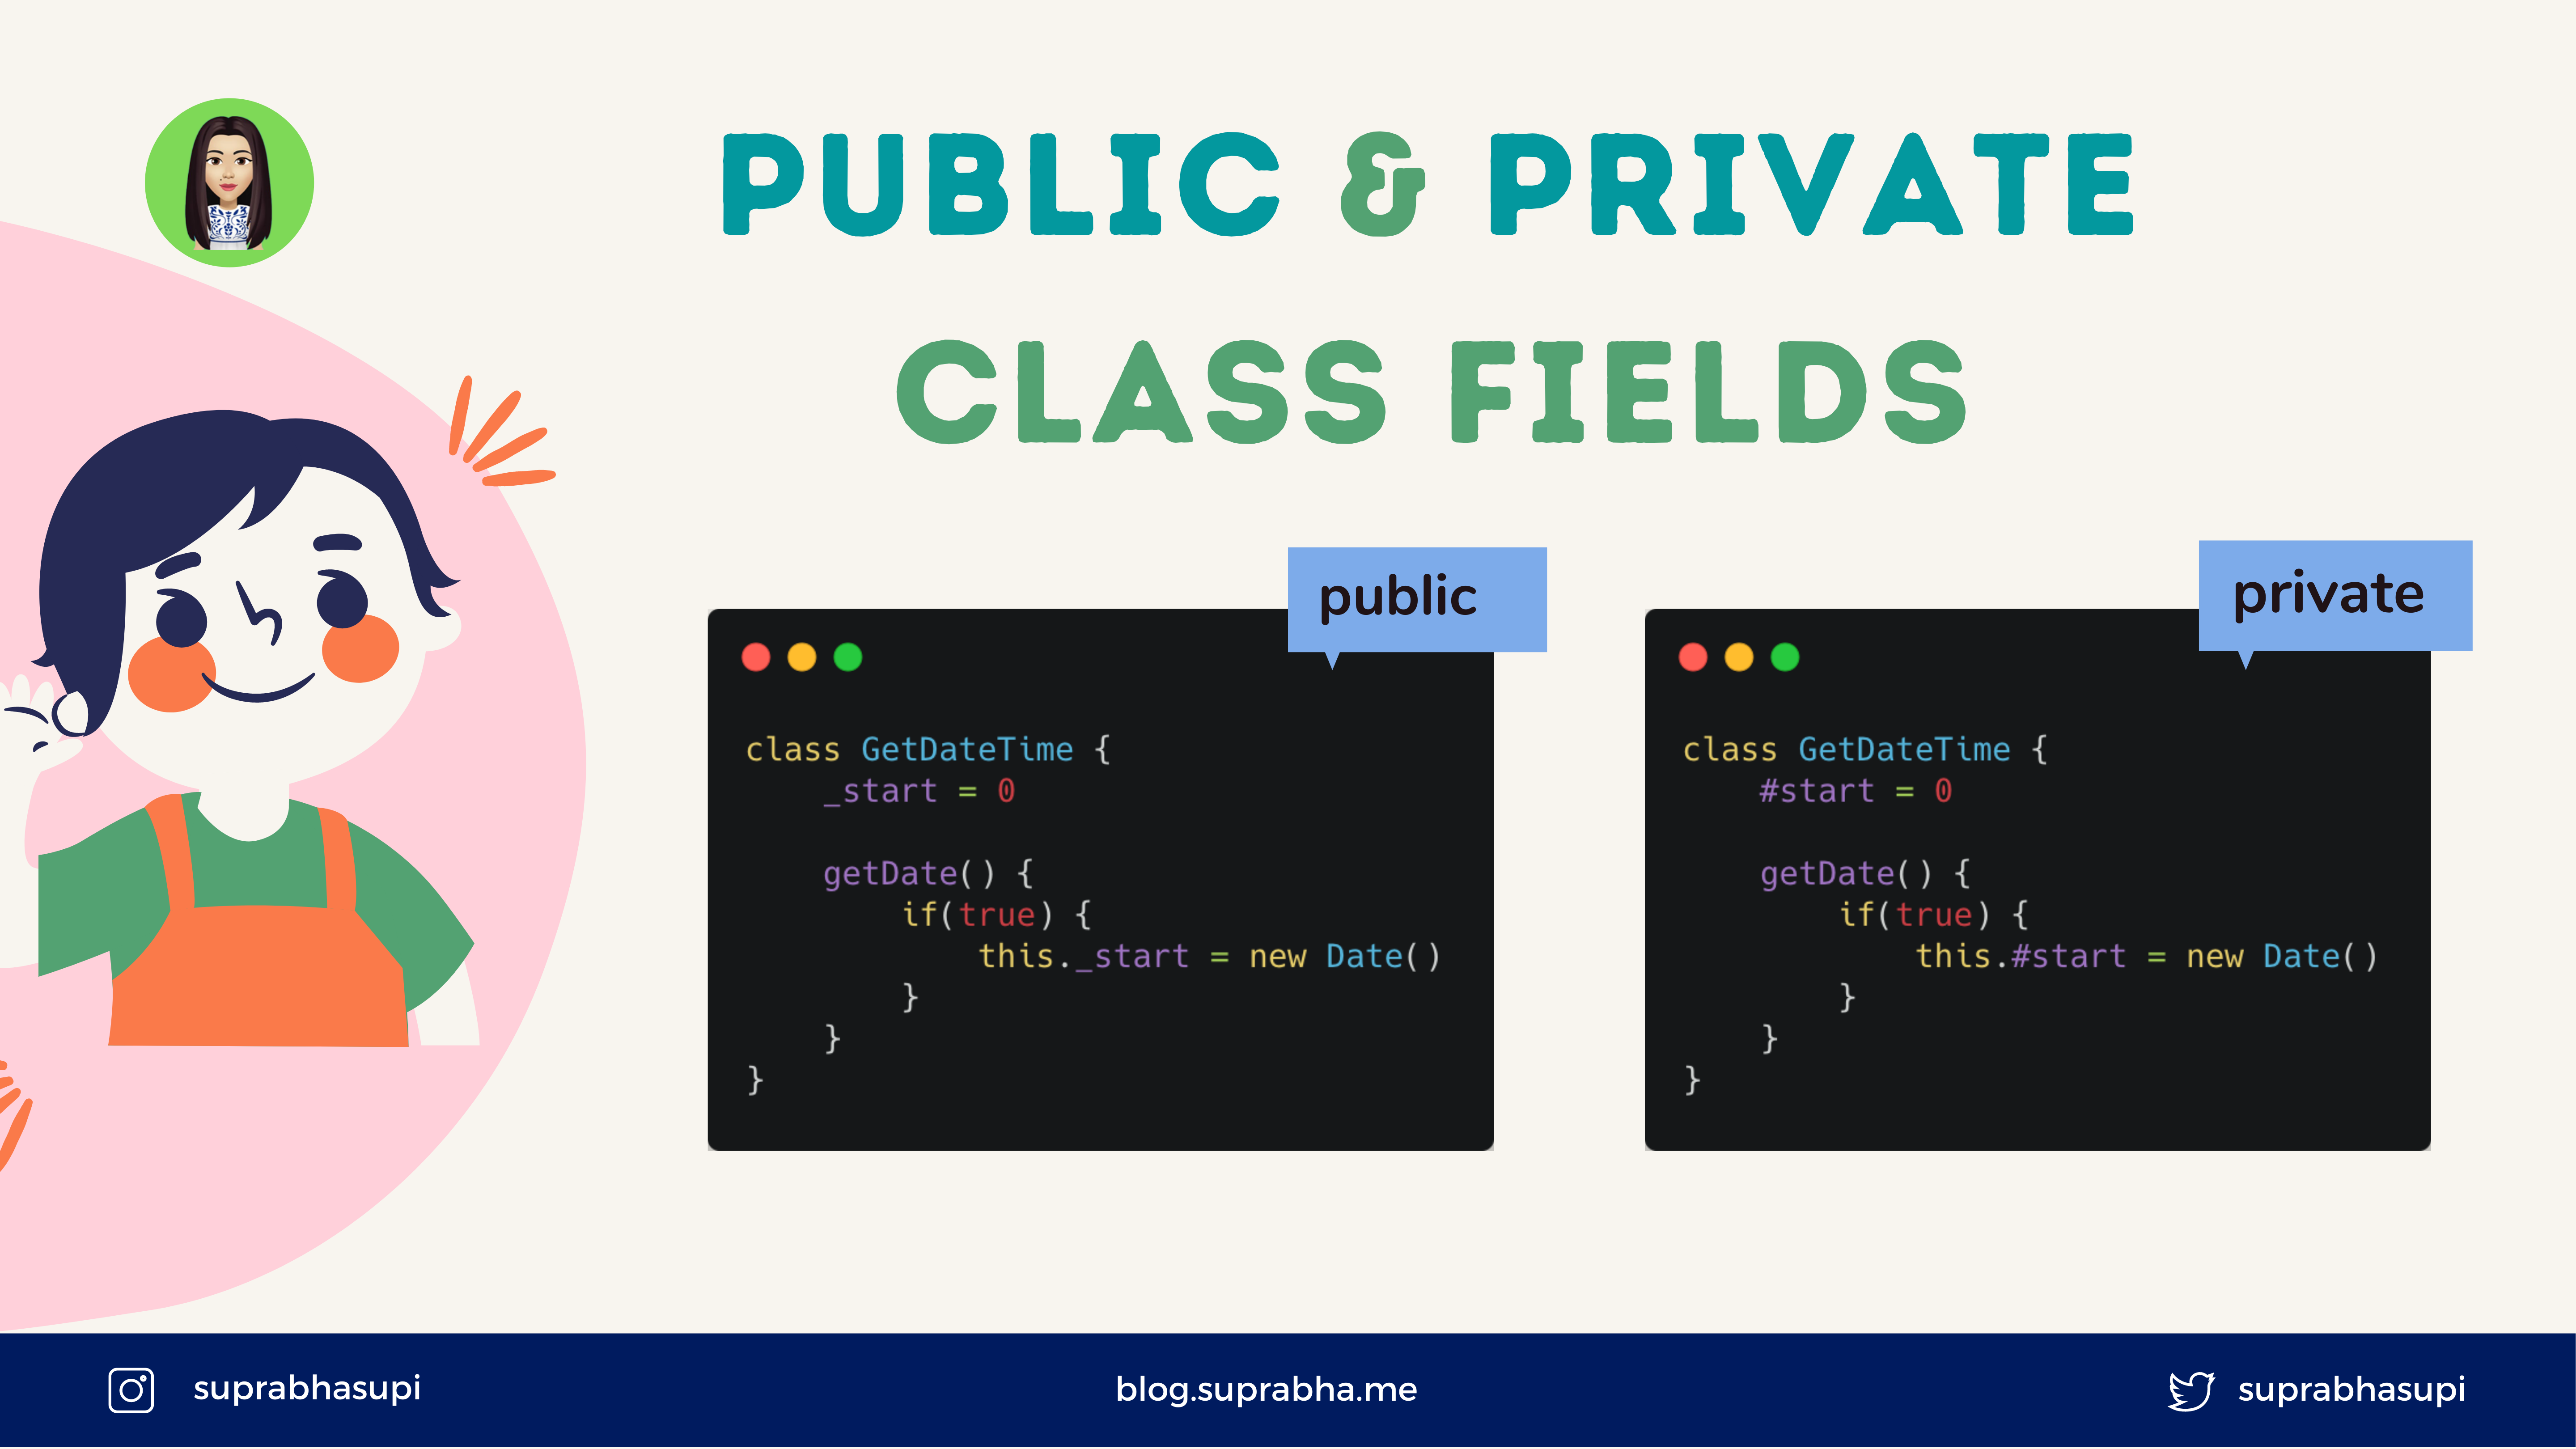 PUBLIC & PRIVATE
CLASS FIELDS
public
class GetDateTime {
    _start = 0

    getDate() {
        if(true) {
            this._start = new Date()
        }
    }
}
private
class GetDateTime {
    #start = 0

    getDate() {
        if(true) {
            this.#start = new Date()
        }
    }
}
suprabhasupi
blog.suprabha.me
suprabhasupi